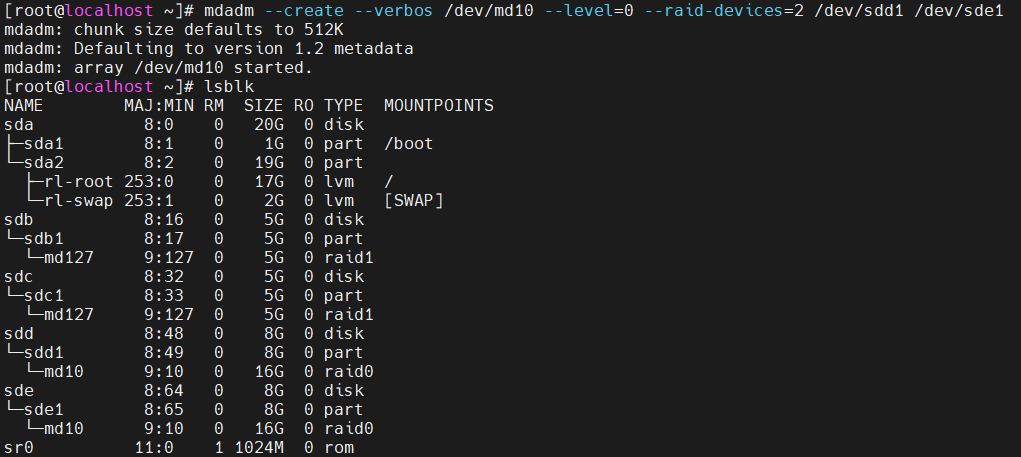 [root@localhost ~]# mdadm --create --verbos /dev/md10 --level=0 --raid-devices=2 /dev/sdd1 /dev/sde1
mdadm: chunk size defaults to 512K
mdadm: Defaulting to version 1.2 metadata
mdadm: array /dev/md10 started.
[root@localhost ~]# lsblk
NAME        MAJ:MIN RM  SIZE RO TYPE  MOUNTPOINTS
sda           8:0    0   20G  0 disk
├─sda1        8:1    0    1G  0 part  /boot
└─sda2        8:2    0   19G  0 part
  ├─rl-root 253:0    0   17G  0 lvm   /
  └─rl-swap 253:1    0    2G  0 lvm   [SWAP]
sdb           8:16   0    5G  0 disk
└─sdb1        8:17   0    5G  0 part
  └─md127     9:127  0    5G  0 raid1
sdc           8:32   0    5G  0 disk
└─sdc1        8:33   0    5G  0 part
  └─md127     9:127  0    5G  0 raid1
sdd           8:48   0    8G  0 disk
└─sdd1        8:49   0    8G  0 part
  └─md10      9:10   0   16G  0 raid0
sde           8:64   0    8G  0 disk
└─sde1        8:65   0    8G  0 part
  └─md10      9:10   0   16G  0 raid0
sr0          11:0    1 1024M  0 rom